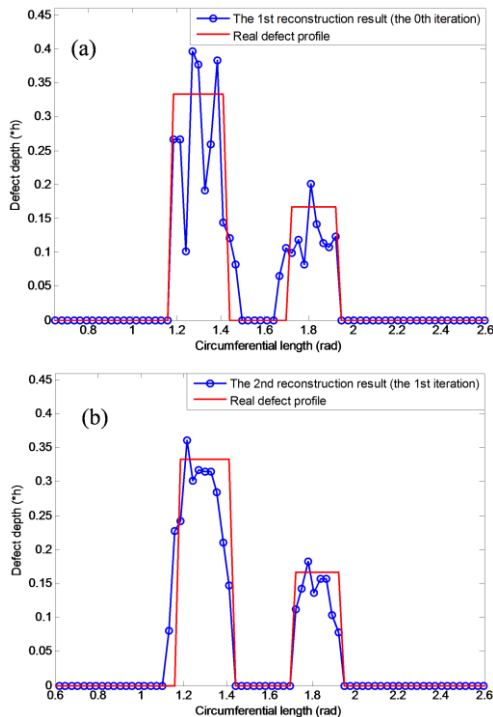 0.45
0.4
0.35
0.3
0.25
0.2
0.15
0.1
0.05
0
Defect depth (*h)
(a)
The 1st reconstruction result (the 0th iteration)
Real defect profile
0.8 1 1.2 1.4 1.6 1.8 2 2.2 2.4 2.6
Circumferential length (rad)
0.45
0.4
0.35
0.3
0.25
0.2
0.15
0.1
0.05
0
Defect depth (*h)
(b)
The 2nd reconstruction result (the 1st iteration)
Real defect profile
0.6 0.8 1 1.2 1.4 1.6 1.8 2 2.2 2.4 2.6
Circumferential length (rad)